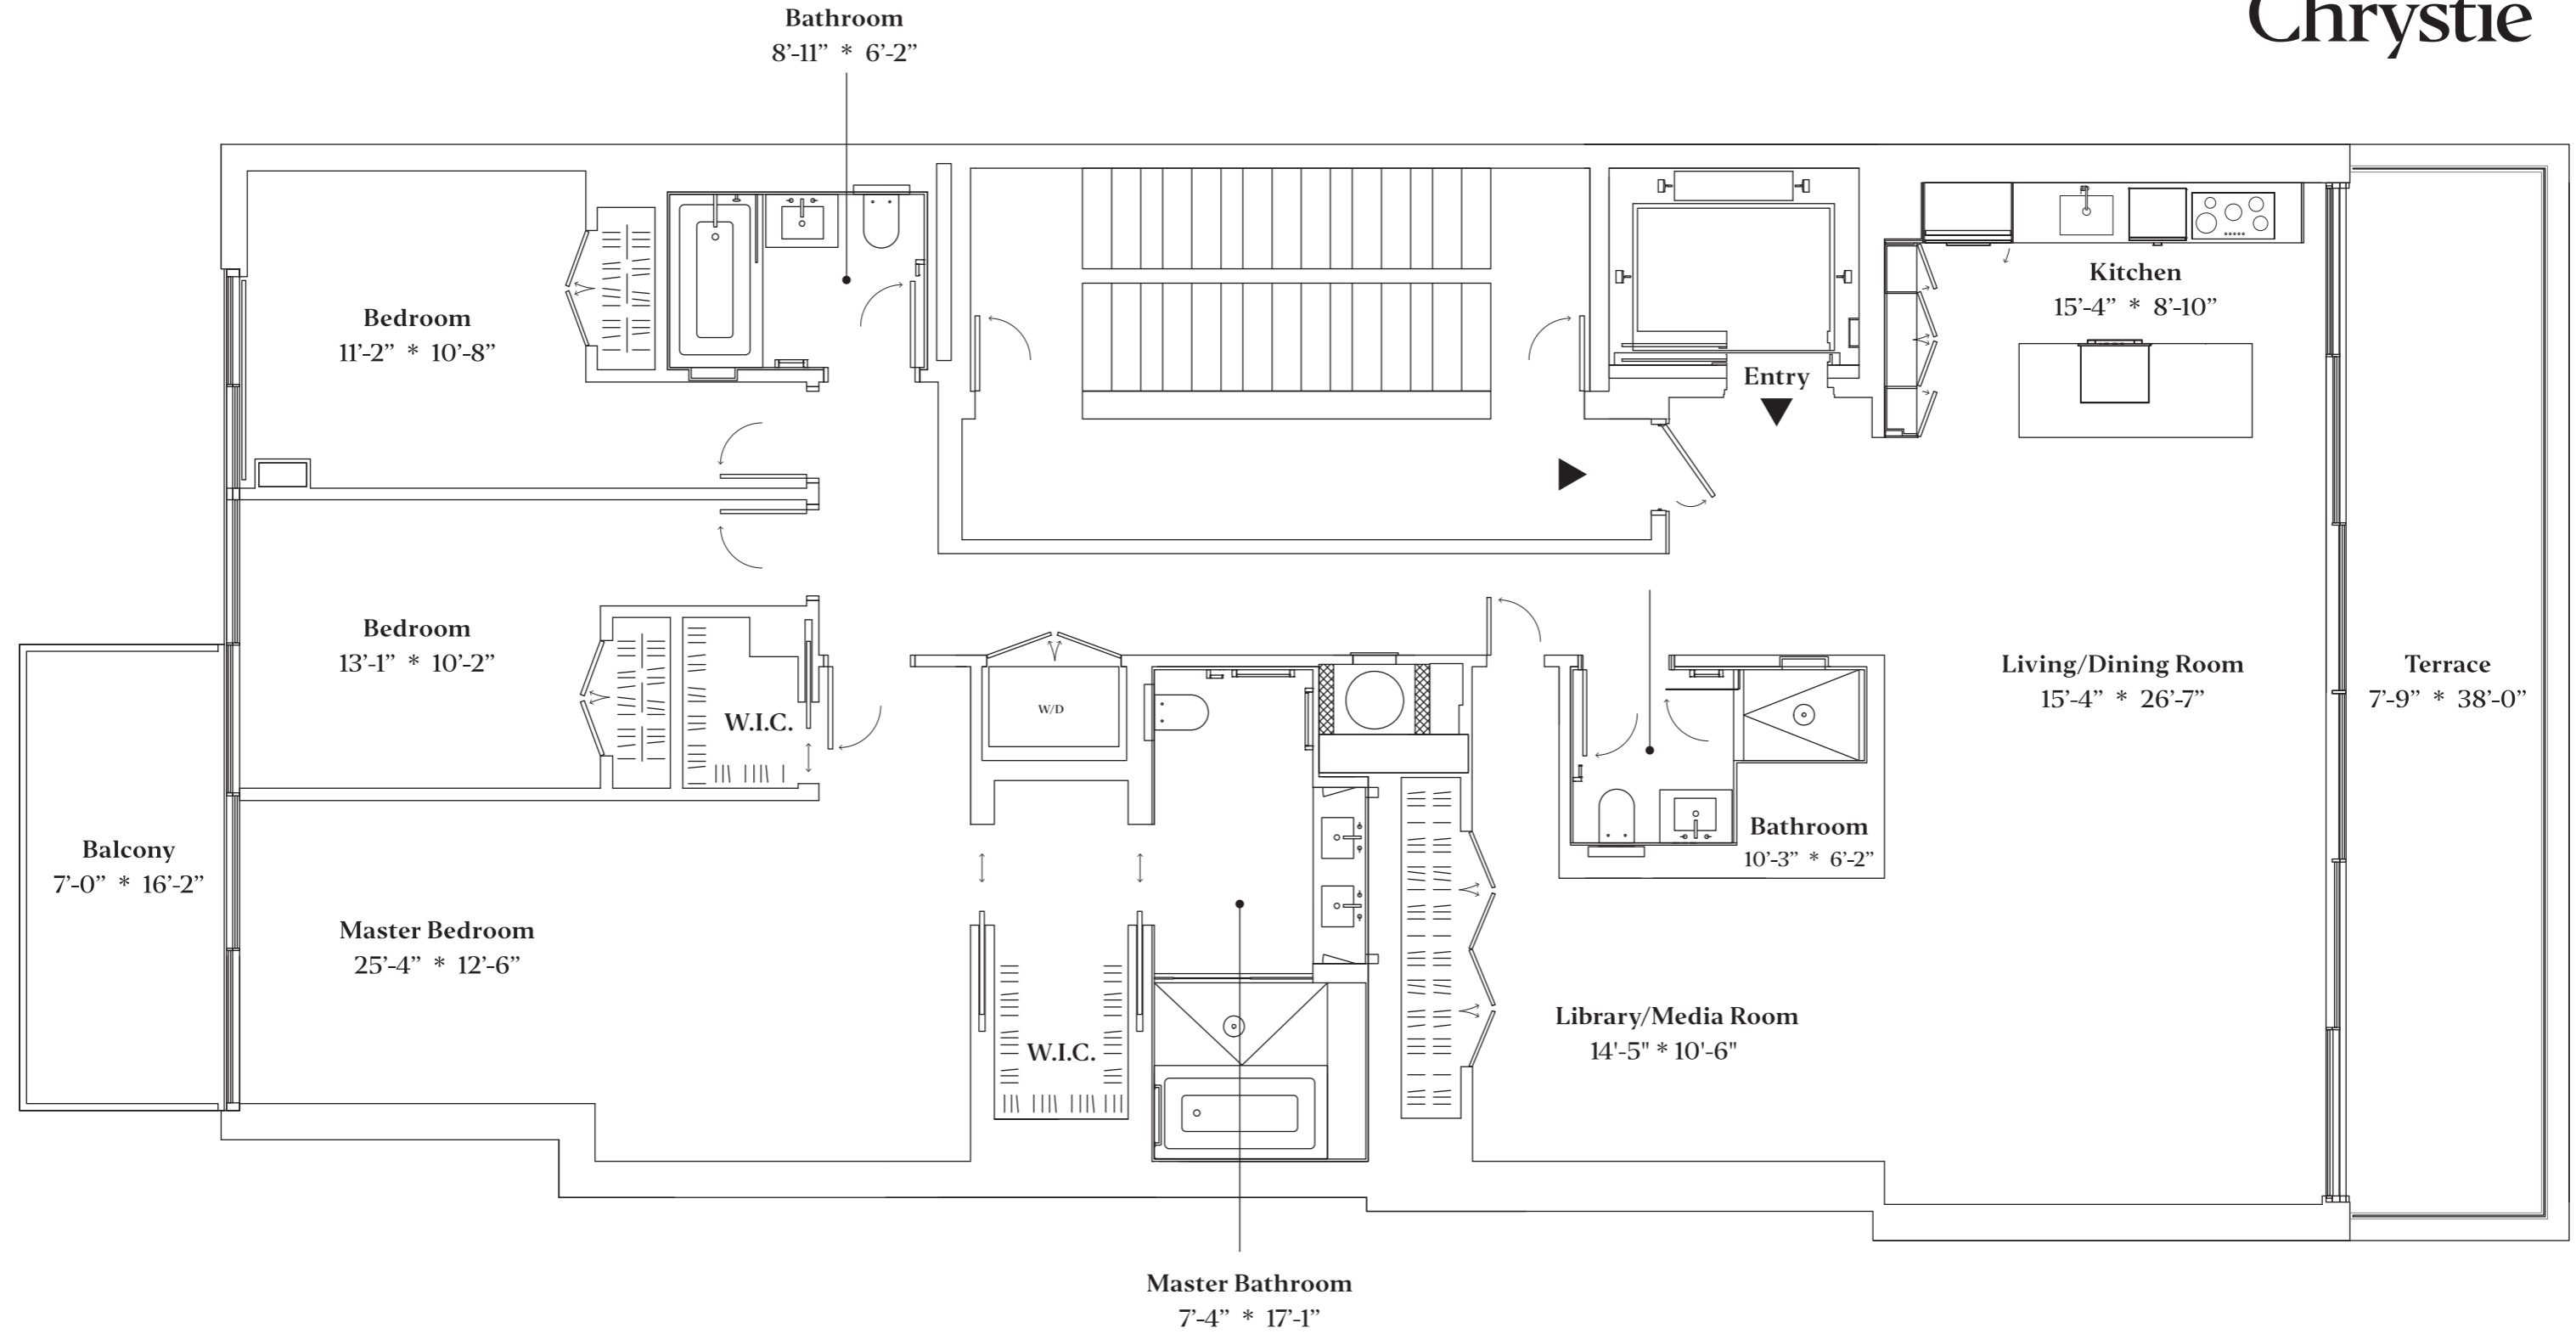 Chrystie
Bathroom
8’-11” * 6’-2”
Bedroom
11’-2” * 10’-8”
Entry
Kitchen
15’-4” * 8’-10”
Bedroom
13’-1” * 10’-2”
W.I.C.
W/D
Living/Dining Room
15’-4” * 26’-7”
Terrace
7’-9” * 38’-0”
Bathroom
10’-3” * 6’-2”
Balcony
7’-0” * 16’-2”
Master Bedroom
25’-4” * 12’-6”
W.I.C.
Library/Media Room
14'-5" * 10'-6"
Master Bathroom
7’-4” * 17’-1”